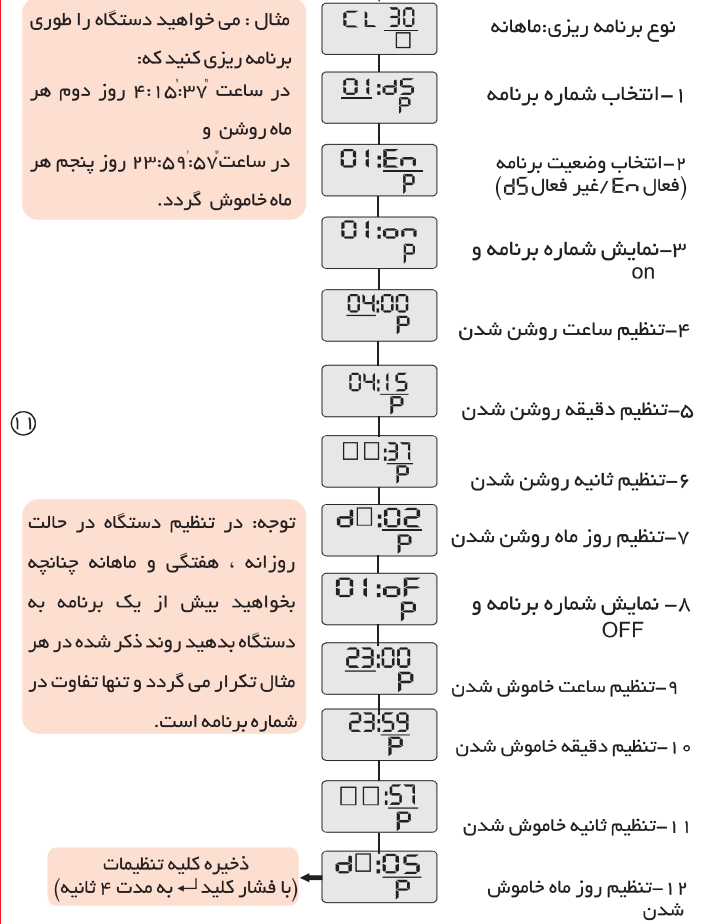 مثال : می خواهید دستگاه را طوری
برنامه ریزی کنید که:
در ساعت ۴:۱۵':۳۷" روز دوم هر
ماه روشن و
در ساعت ۲۳:۵۹':۵۷" روز پنجم هر
ماه خاموش گردد.
نوع برنامه ریزی:ماهانه
CL 30
□
۱-انتخاب شماره برنامه
01:dS
P
۲-انتخاب وضعیت برنامه
(فعال En /غیر فعال dS)
01:En
P
۳-نمایش شماره برنامه و
on
01:on
P
۴-تنظیم ساعت روشن شدن
04:00
P
۵-تنظیم دقیقه روشن شدن
04:15
P
۶-تنظیم ثانیه روشن شدن
□□:37
P
۷-تنظیم روز ماه روشن شدن
d□:02
P
۸- نمایش شماره برنامه و
OFF
01:oF
P
۹-تنظیم ساعت خاموش شدن
23:00
P
۱۰-تنظیم دقیقه خاموش شدن
23:59
P
۱۱-تنظیم ثانیه خاموش شدن
□□:57
P
۱۲-تنظیم روز ماه خاموش
شدن
d□:05
P
توجه: در تنظیم دستگاه در حالت
روزانه ، هفتگی و ماهانه چنانچه
بخواهید بیش از یک برنامه به
دستگاه بدهید روند ذکر شده در هر
مثال تکرار می گردد و تنها تفاوت در
شماره برنامه است.
ذخیره کلیه تنظیمات
(با فشار کلید ↵ به مدت ۴ ثانیه)
۱۱